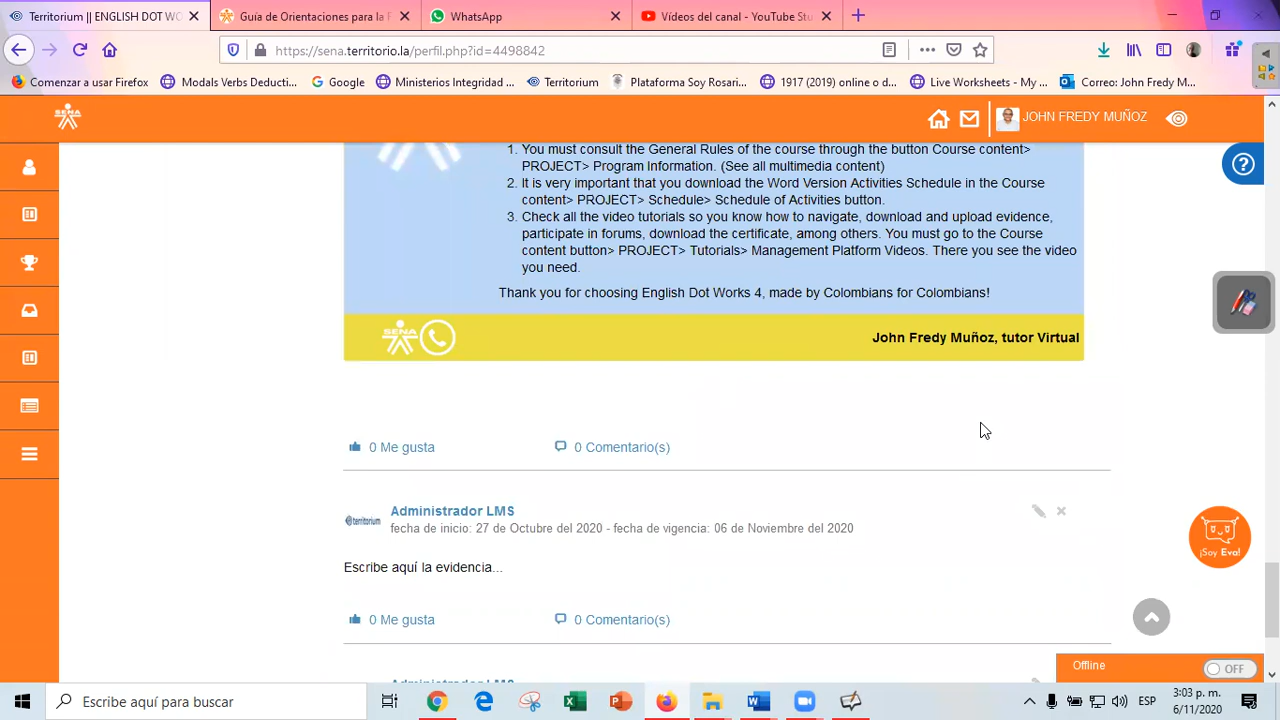 Territorium || ENGLISH DOT WO
Guía de Orientaciones para la F
WhatsApp
Vídeos del canal - YouTube Stu
https://sena.territorio.la/perfil.php?id=4498842
Comenzar a usar Firefox
Modals Verbs Deducti...
Google
Ministerios Integridad ...
Territorium
Plataforma Soy Rosari...
1917 (2019) online o d...
Live Worksheets - My ...
Correo: John Fredy M...
JOHN FREDY MUÑOZ
1. You must consult the General Rules of the course through the button Course content>
PROJECT> Program Information. (See all multimedia content)
2. It is very important that you download the Word Version Activities Schedule in the Course
content> PROJECT> Schedule> Schedule of Activities button.
3. Check all the video tutorials so you know how to navigate, download and upload evidence,
participate in forums, download the certificate, among others. You must go to the Course
content button> PROJECT> Tutorials> Management Platform Videos. There you see the video
you need.
Thank you for choosing English Dot Works 4, made by Colombians for Colombians!
SENA
John Fredy Muñoz, tutor Virtual
0 Me gusta
0 Comentario(s)
territorium
Administrador LMS
fecha de inicio: 27 de Octubre del 2020 - fecha de vigencia: 06 de Noviembre del 2020
Escribe aquí la evidencia...
¡Soy Eva!
0 Me gusta
0 Comentario(s)
Offline
OFF
Administrador LMS
Escribe aquí para buscar
ESP
3:03 p. m.
6/11/2020